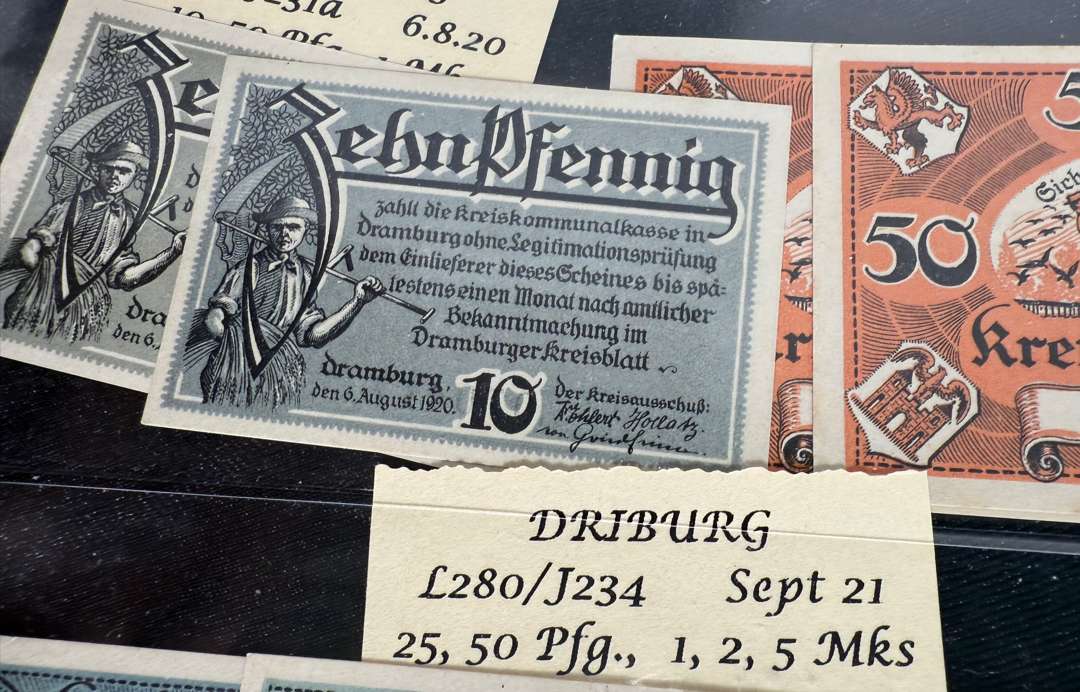 6.8.20
Zehn Pfennig
zahlt die Kreiskommunalkasse in
Dramburg ohne Legitimationsprüfung
dem Einlieferer dieses Scheines bis spä=
testens einen Monat nach amtlicher
Bekanntmachung im
Dramburger Kreisblatt
Dramburg,
den 6. August 1920.
10
der Kreisausschuß:
50
DRIBURG
L280/J234 Sept 21
25, 50 Pfg., 1, 2, 5 Mks